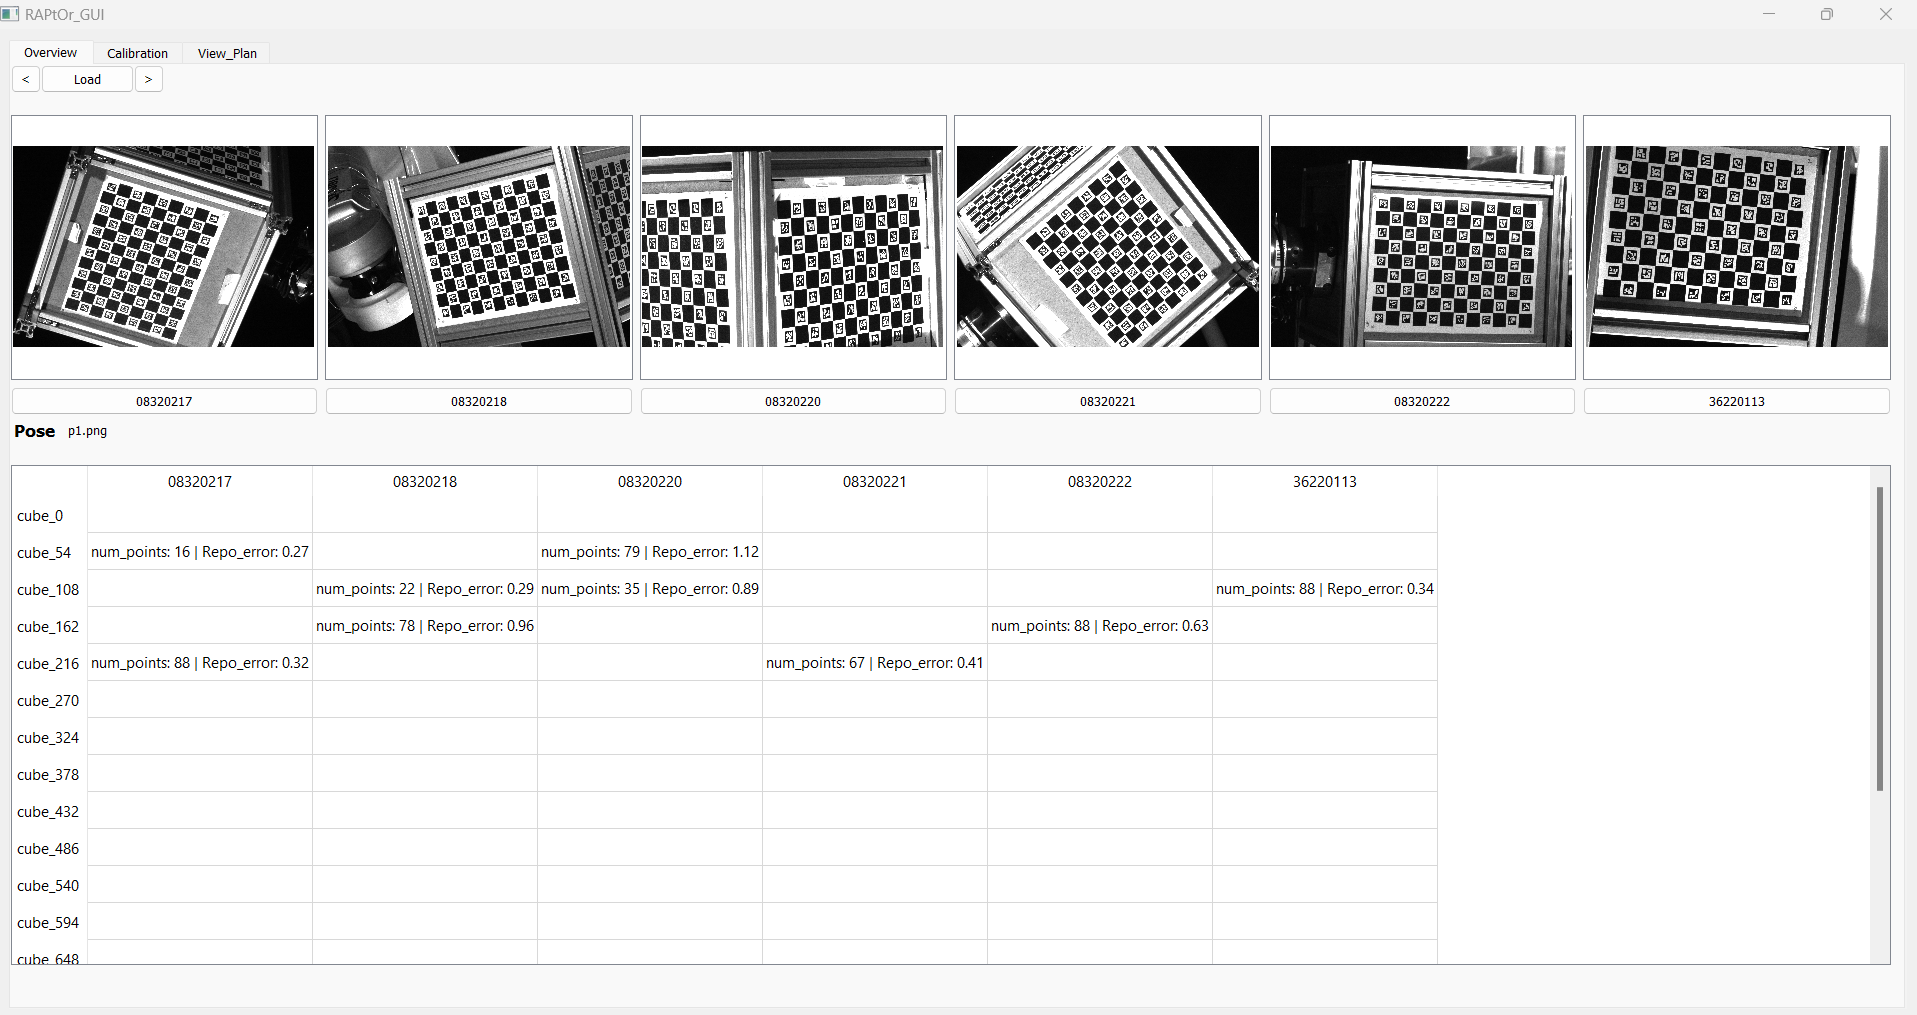 RAPtOr_GUI
Overview Calibration View_Plan
< Load >
08320217 08320218 08320220 08320221 08320222 36220113
Pose p1.png
08320217 08320218 08320220 08320221 08320222 36220113
cube_0
cube_54 num_points: 16 | Repo_error: 0.27 num_points: 79 | Repo_error: 1.12
cube_108 num_points: 22 | Repo_error: 0.29 num_points: 35 | Repo_error: 0.89 num_points: 88 | Repo_error: 0.34
cube_162 num_points: 78 | Repo_error: 0.96 num_points: 88 | Repo_error: 0.63
cube_216 num_points: 88 | Repo_error: 0.32 num_points: 67 | Repo_error: 0.41
cube_270
cube_324
cube_378
cube_432
cube_486
cube_540
cube_594
cube_648